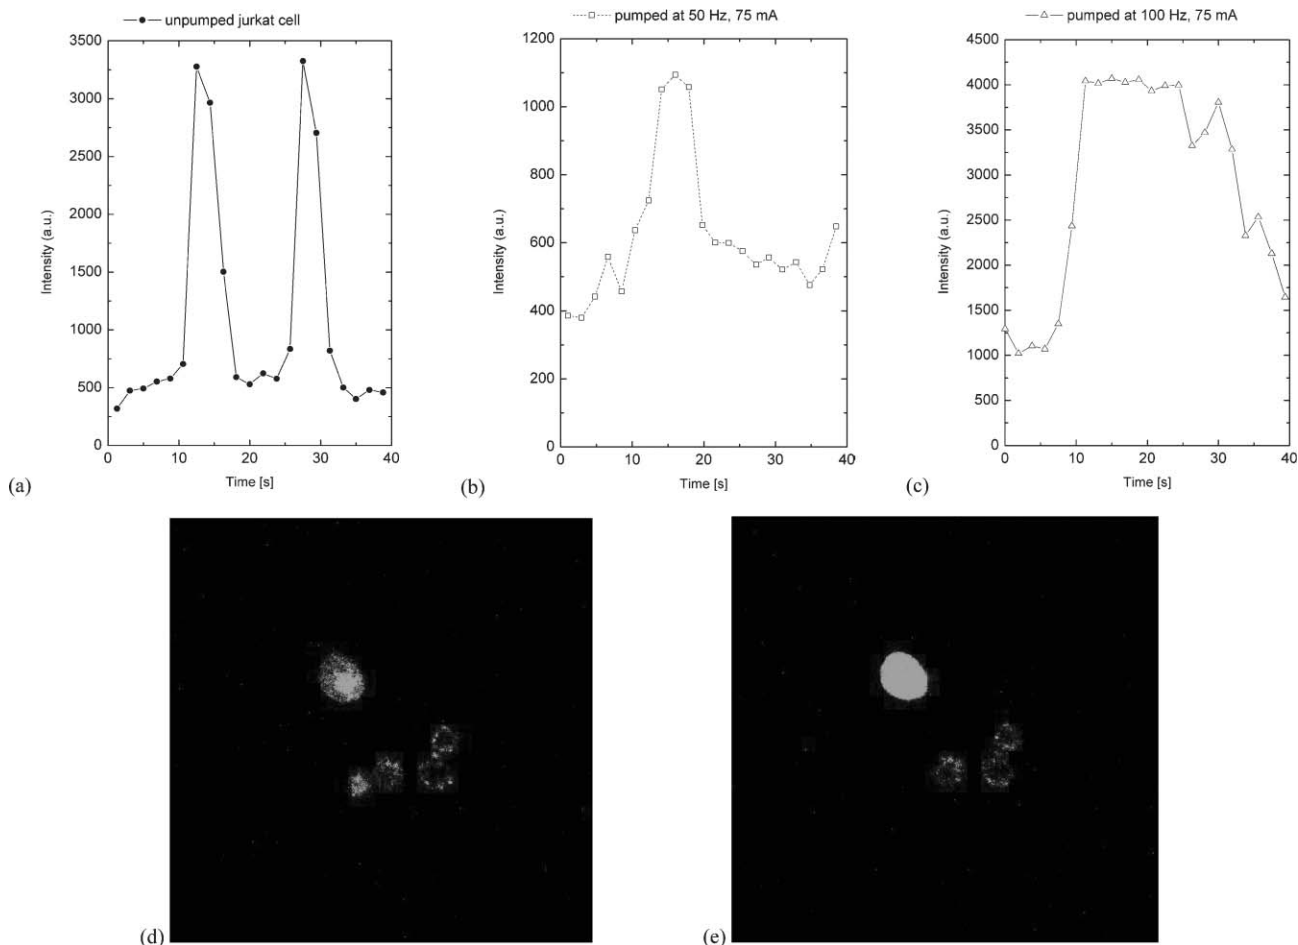 unpumped jurkat cell
3500
3000
2500
2000
1500
1000
500
0
Intensity (a.u.)
0 10 20 30 40
Time [s]
(a)
pumped at 50 Hz, 75 mA
1200
1000
800
600
400
200
0
Intensity (a.u.)
0 10 20 30 40
Time [s]
(b)
pumped at 100 Hz, 75 mA
4500
4000
3500
3000
2500
2000
1500
1000
500
0
Intensity (a.u.)
0 10 20 30 40
Time [s]
(c)
(d)
(e)